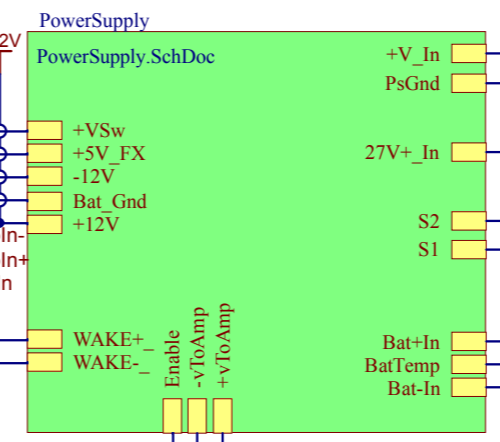 PowerSupply
2V
PowerSupply.SchDoc
+V_In
PsGnd
+VSw
+5V_FX
27V+_In
-12V
Bat_Gnd
+12V
S2
In-
S1
In+
n
WAKE+_
WAKE-_
Enable
-vToAmp
+vToAmp
Bat+In
BatTemp
Bat-In